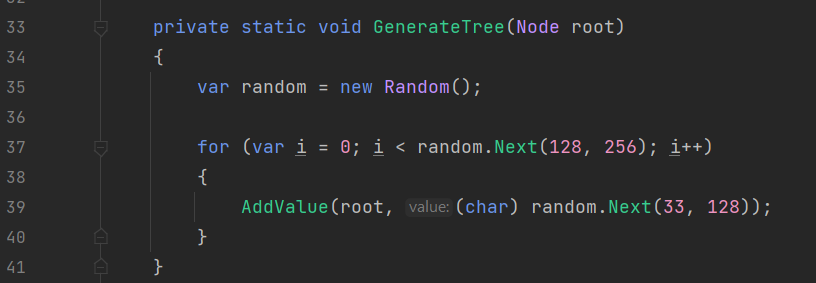 33 private static void GenerateTree(Node root)
34 {
35 var random = new Random();
36
37 for (var i = 0; i < random.Next(128, 256); i++)
38 {
39 AddValue(root, value: (char) random.Next(33, 128));
40 }
41 }